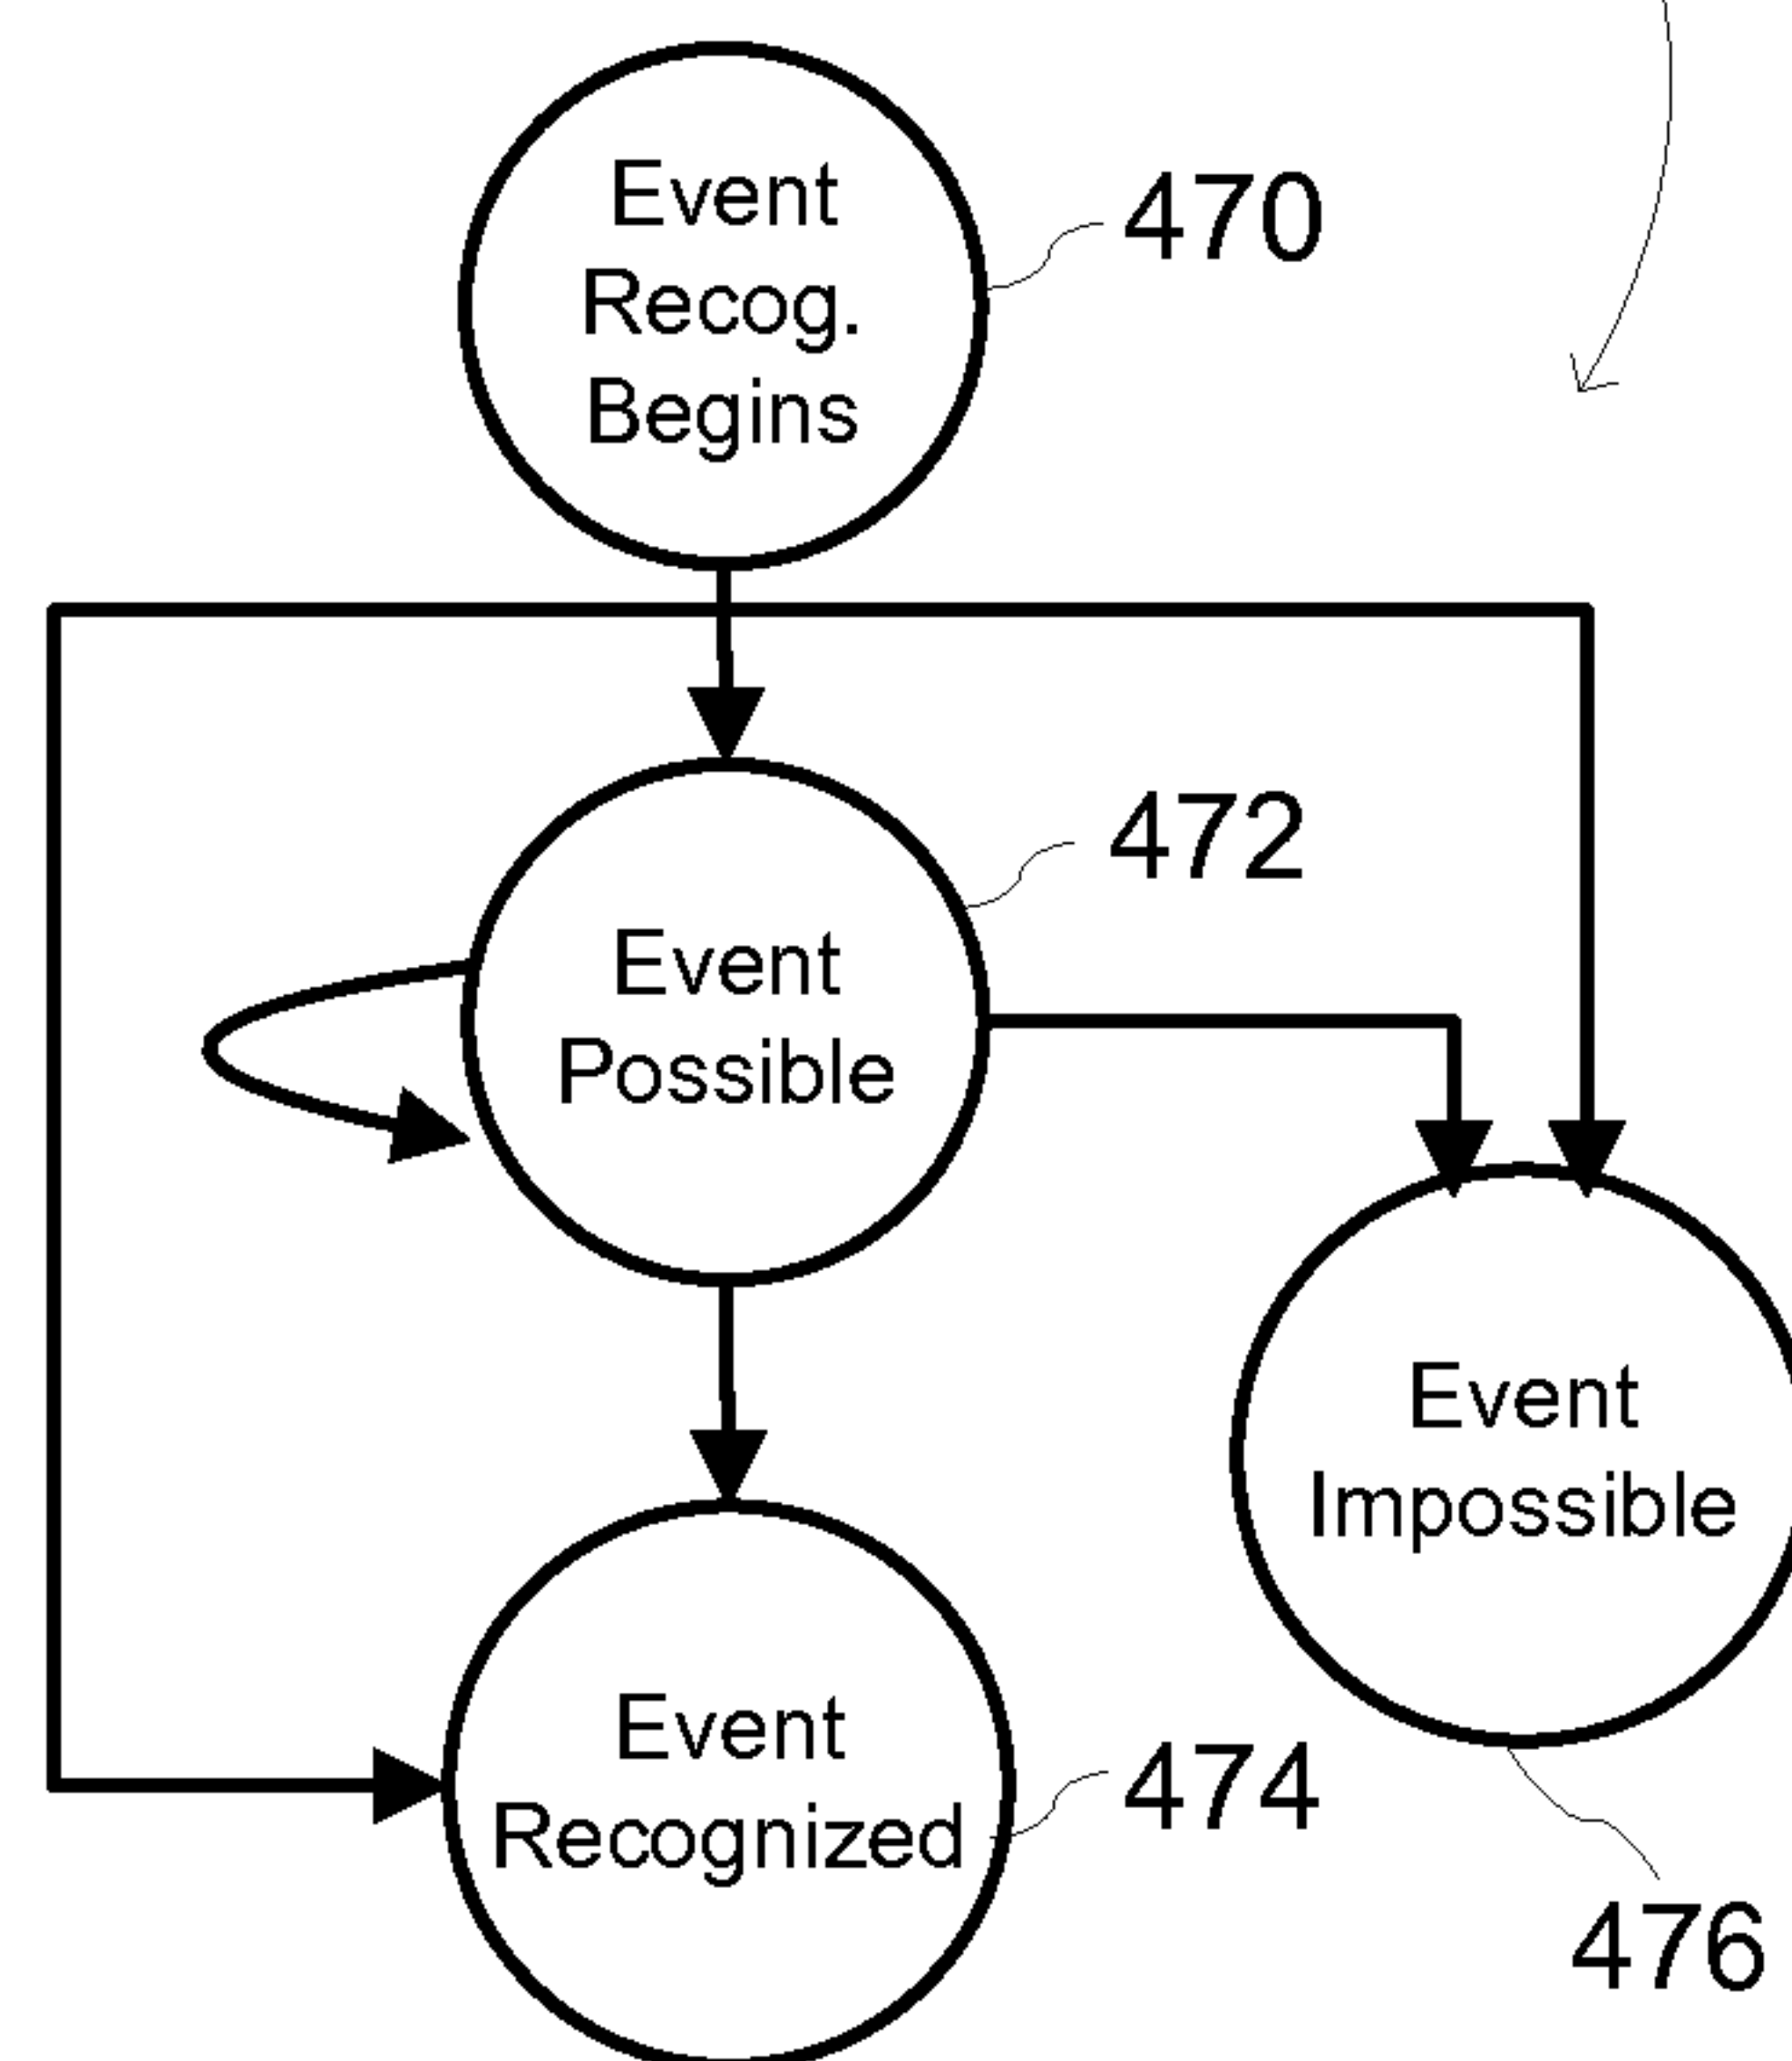 Event
Recog.
Begins
470
Event
Possible
472
Event
Impossible
476
Event
Recognized
474